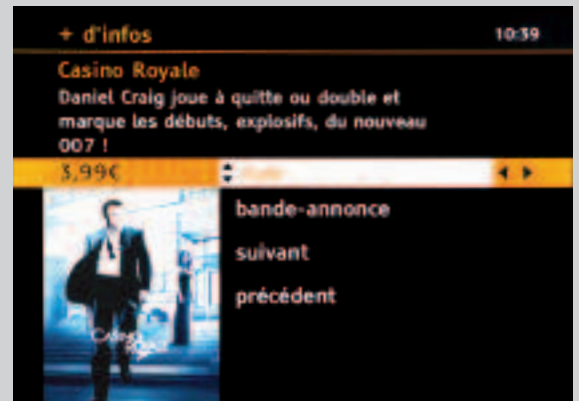 + d'infos
10:39
Casino Royale
Daniel Craig joue à quitte ou double et
marque les débuts, explosifs, du nouveau
007 !
3,99€
bande-annonce
suivant
précédent
Casino